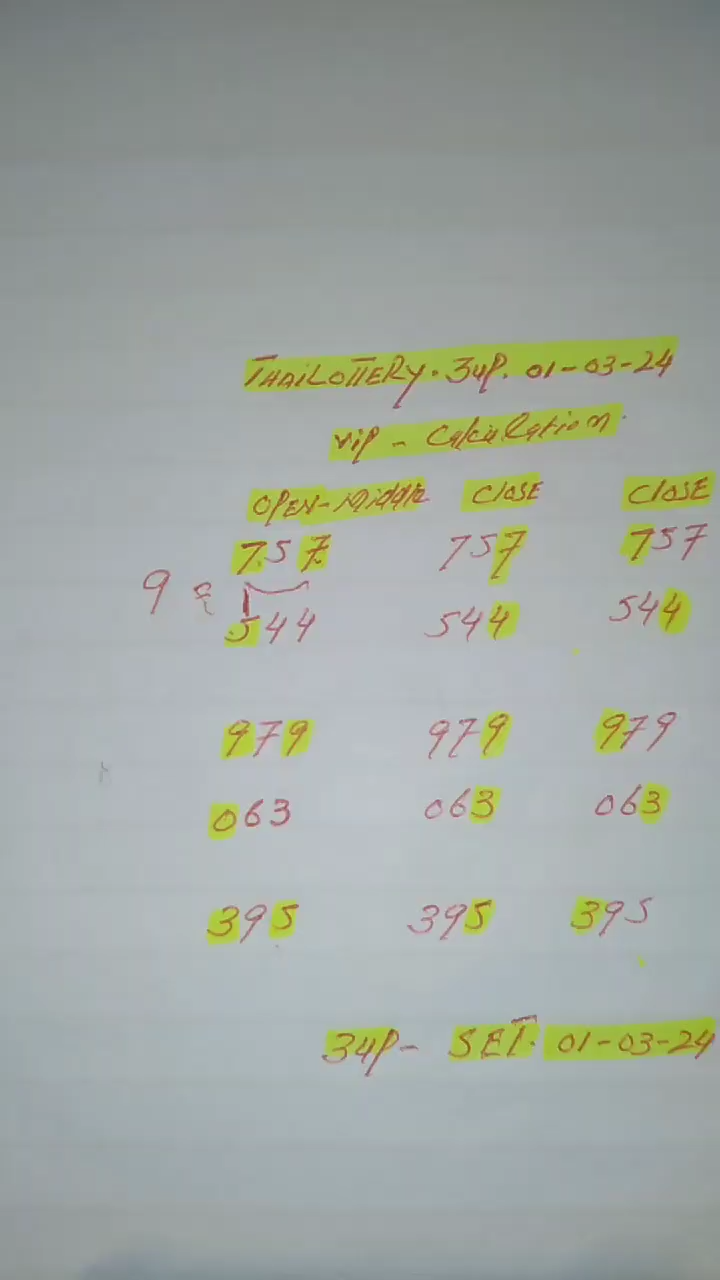 THAILOTTERY. 3UP. 01-03-24
VIP - Calculation.
OPEN-Middle CLOSE CLOSE
757 757 757
9 =
544 544 544
979 979 979
063 063 063
395 395 395
3UP- SET. 01-03-24